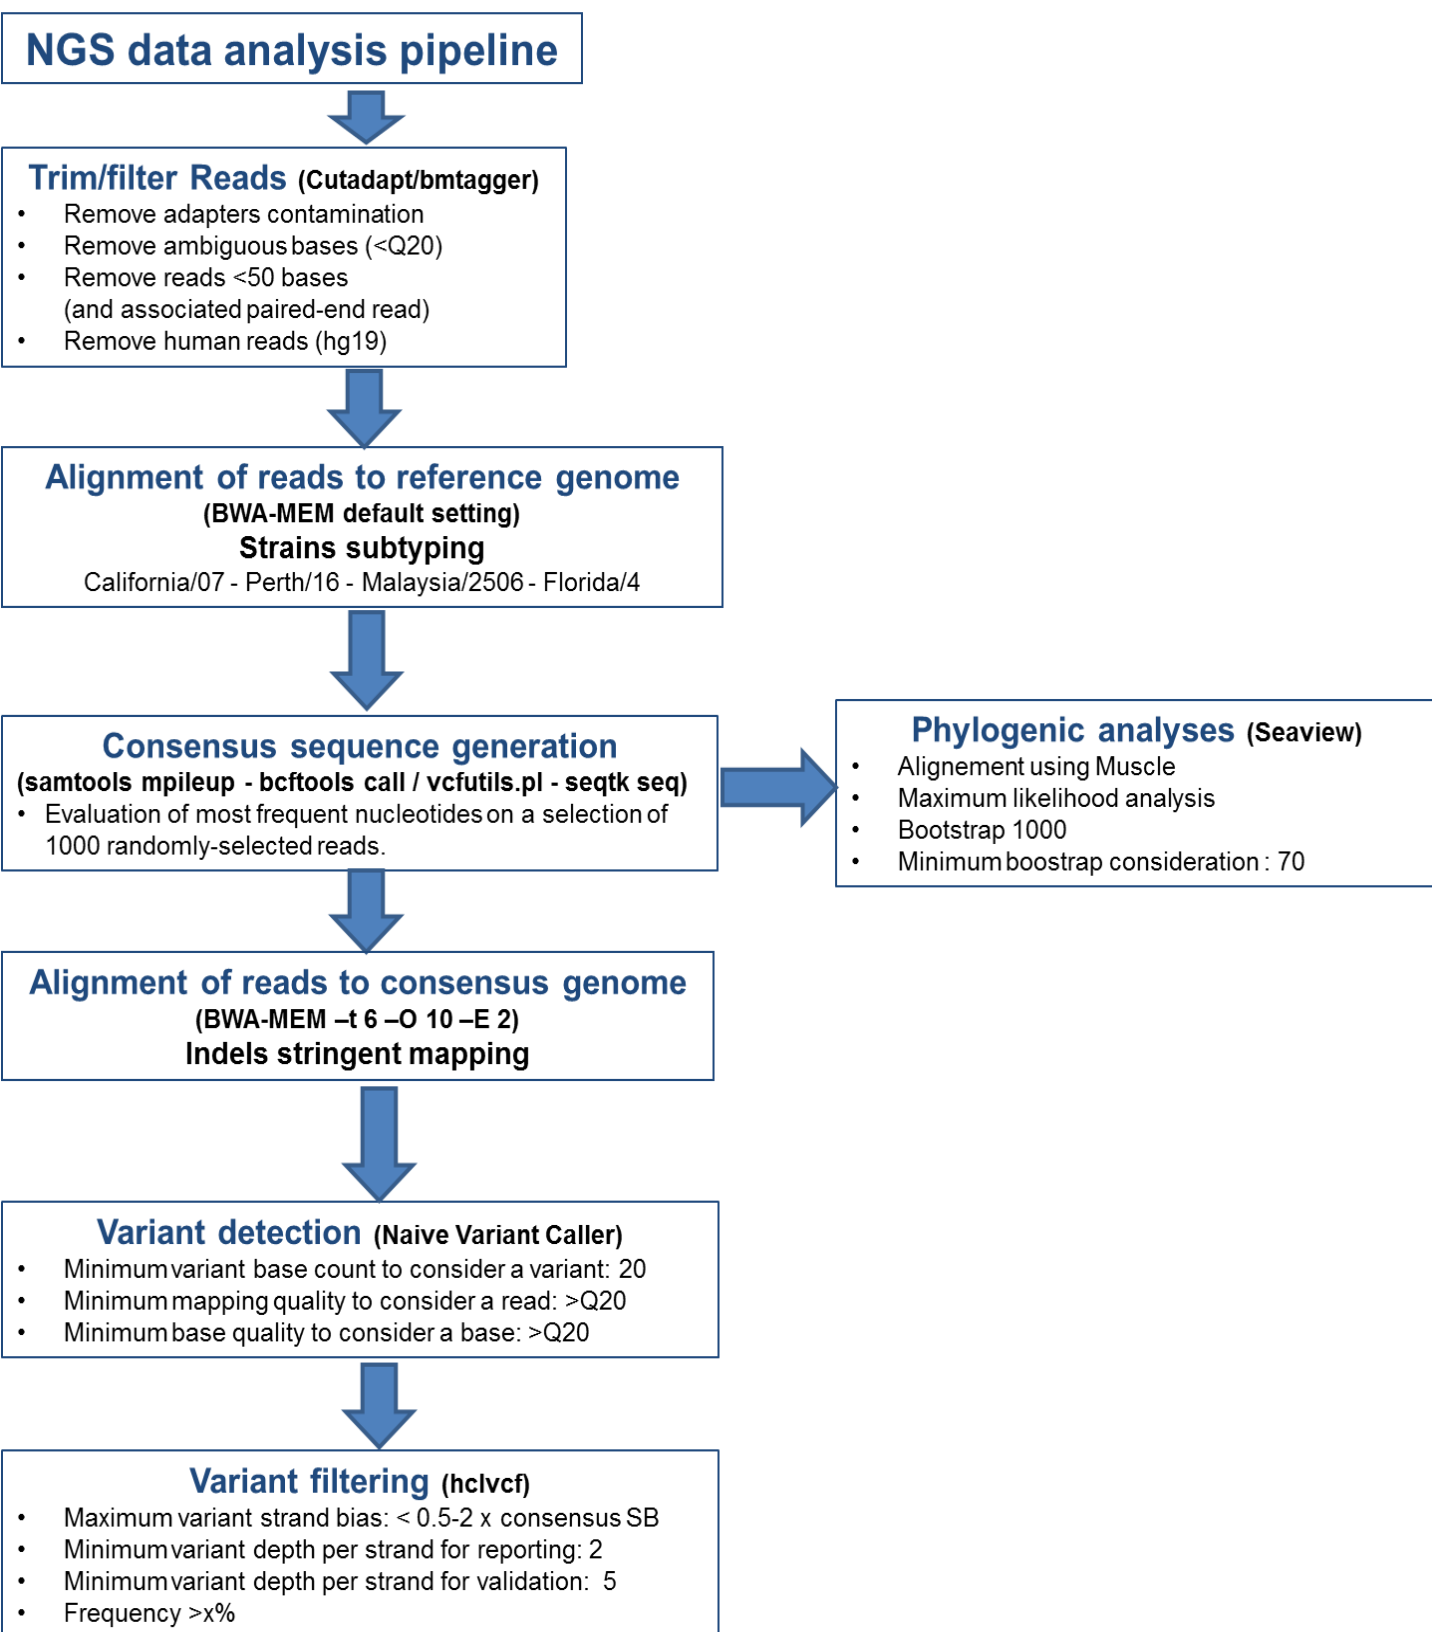 NGS data analysis pipeline
Trim/filter Reads (Cutadapt/bmtagger)
• Remove adapters contamination
• Remove ambiguous bases (<Q20)
• Remove reads <50 bases
(and associated paired-end read)
• Remove human reads (hg19)
Alignment of reads to reference genome
(BWA-MEM default setting)
Strains subtyping
California/07 - Perth/16 - Malaysia/2506 - Florida/4
Consensus sequence generation
(samtools mpileup - bcftools call / vcfutils.pl - seqtk seq)
• Evaluation of most frequent nucleotides on a selection of
1000 randomly-selected reads.
Phylogenic analyses (Seaview)
• Alignement using Muscle
• Maximum likelihood analysis
• Bootstrap 1000
• Minimum boostrap consideration : 70
Alignment of reads to consensus genome
(BWA-MEM –t 6 –O 10 –E 2)
Indels stringent mapping
Variant detection (Naive Variant Caller)
• Minimum variant base count to consider a variant: 20
• Minimum mapping quality to consider a read: >Q20
• Minimum base quality to consider a base: >Q20
Variant filtering (hclvcf)
• Maximum variant strand bias: < 0.5-2 x consensus SB
• Minimum variant depth per strand for reporting: 2
• Minimum variant depth per strand for validation: 5
• Frequency >x%